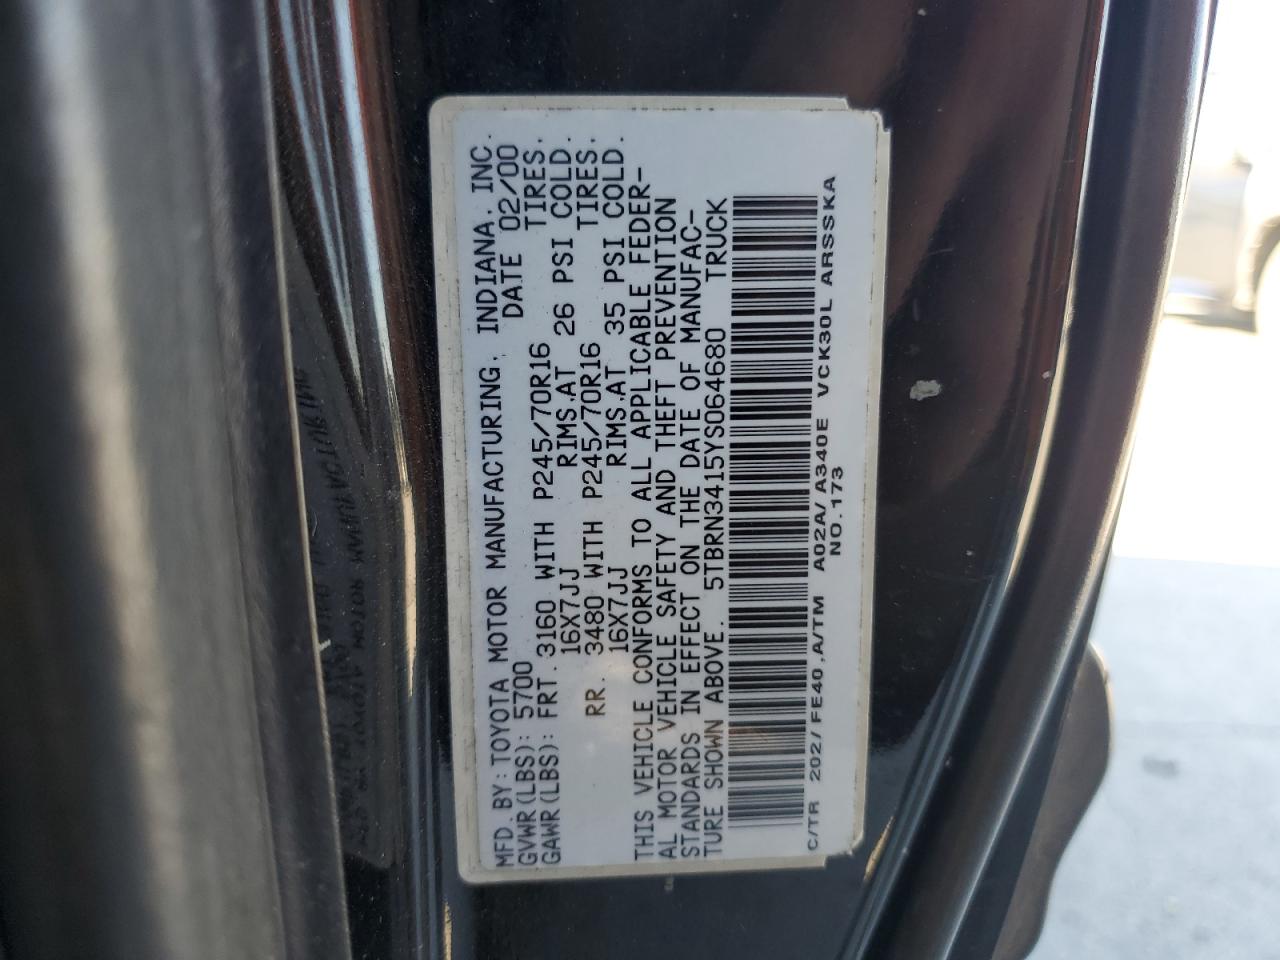 MFD. BY: TOYOTA MOTOR MANUFACTURING, INDIANA, INC.
GVWR(LBS): 5700 DATE 02/00
GAWR(LBS): FRT. 3160 WITH P245/70R16 TIRES.
16X7JJ RIMS.AT 26 PSI COLD.
RR. 3480 WITH P245/70R16 TIRES.
16X7JJ RIMS.AT 35 PSI COLD.
THIS VEHICLE CONFORMS TO ALL APPLICABLE FEDER-
AL MOTOR VEHICLE SAFETY AND THEFT PREVENTION
STANDARDS IN EFFECT ON THE DATE OF MANUFAC-
TURE SHOWN ABOVE. 5TBRN3415YS064680 TRUCK
C/TR 202/FE40,A/TM A02A/A340E VCK30L ARSSKA
NO.173